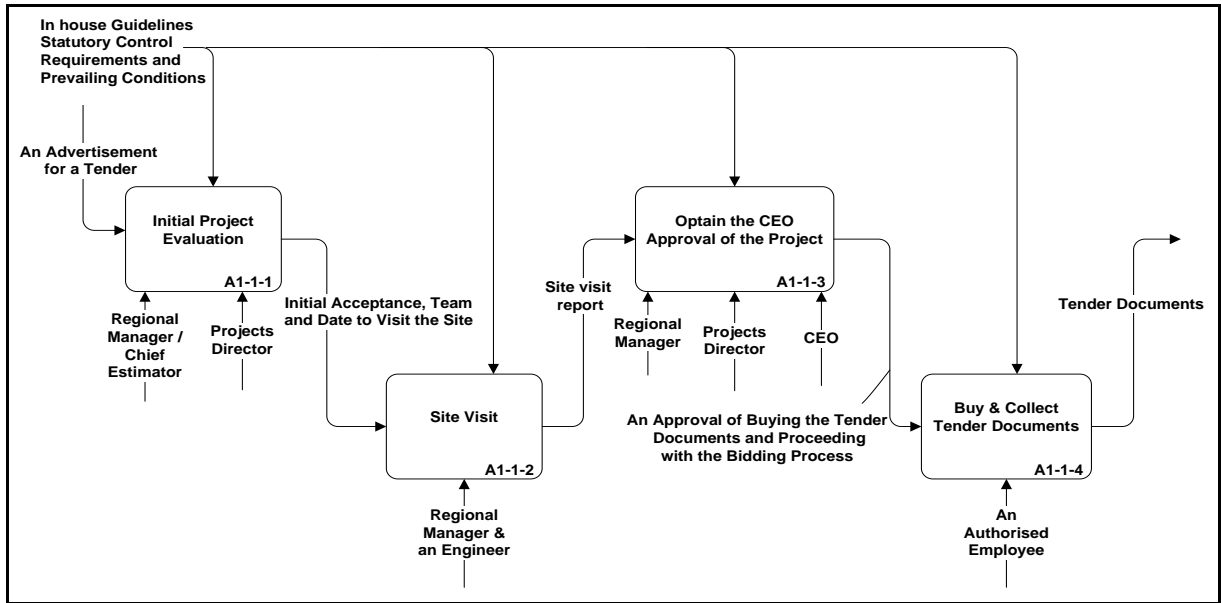 In house Guidelines
Statutory Control
Requirements and
Prevailing Conditions
An Advertisement
for a Tender
Initial Project
Evaluation
A1-1-1
Regional
Manager /
Chief
Estimator
Projects
Director
Initial Acceptance, Team
and Date to Visit the Site
Site Visit
A1-1-2
Regional
Manager &
an Engineer
Site visit
report
Optain the CEO
Approval of the Project
A1-1-3
Regional
Manager
Projects
Director
CEO
An Approval of Buying the Tender
Documents and Proceeding
with the Bidding Process
Buy & Collect
Tender Documents
A1-1-4
An
Authorised
Employee
Tender Documents